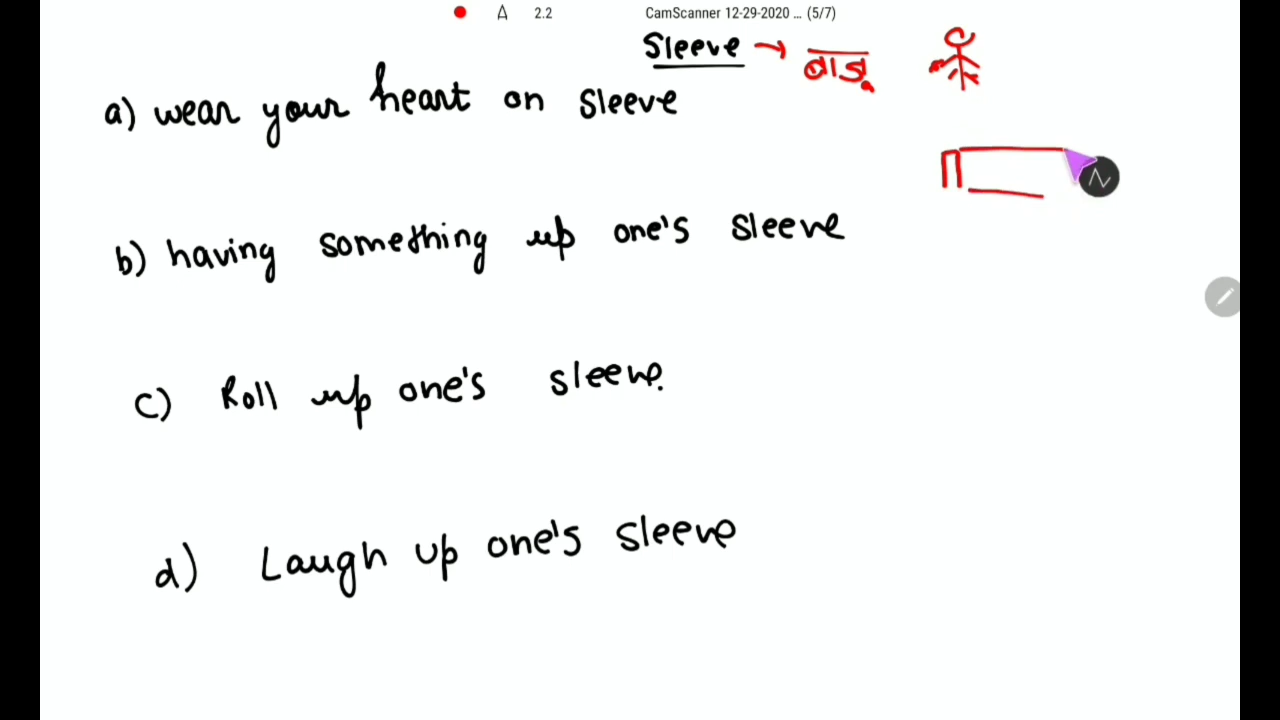 A 2.2 CamScanner 12-29-2020 ... (5/7)
Sleeve →
a) wear your heart on sleeve
b) having something up one's sleeve
c) Roll up one's sleeve.
d) Laugh up one's sleeve